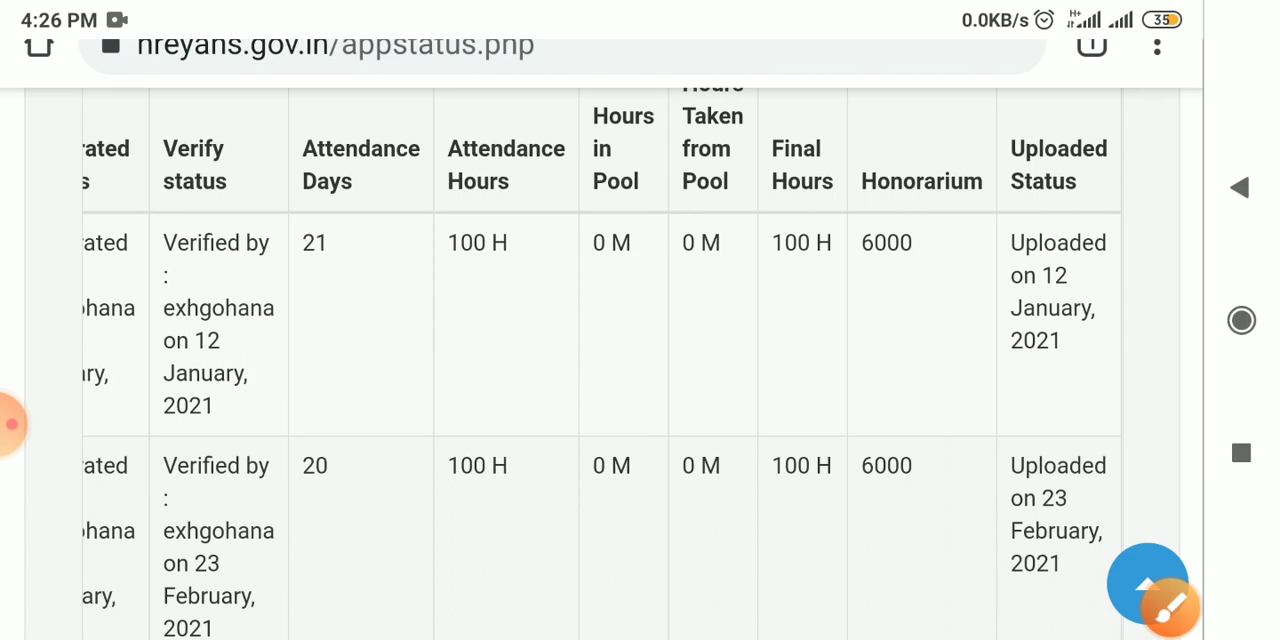 4:26 PM
0.0KB/s
H+
35
hreyahs.gov.in/appstatus.php
Verify status
Attendance Days
Attendance Hours
Hours in Pool
Hours Taken from Pool
Final Hours
Honorarium
Uploaded Status
Verified by : exhgohana on 12 January, 2021
21
100 H
0 M
0 M
100 H
6000
Uploaded on 12 January, 2021
Verified by : exhgohana on 23 February, 2021
20
100 H
0 M
0 M
100 H
6000
Uploaded on 23 February, 2021